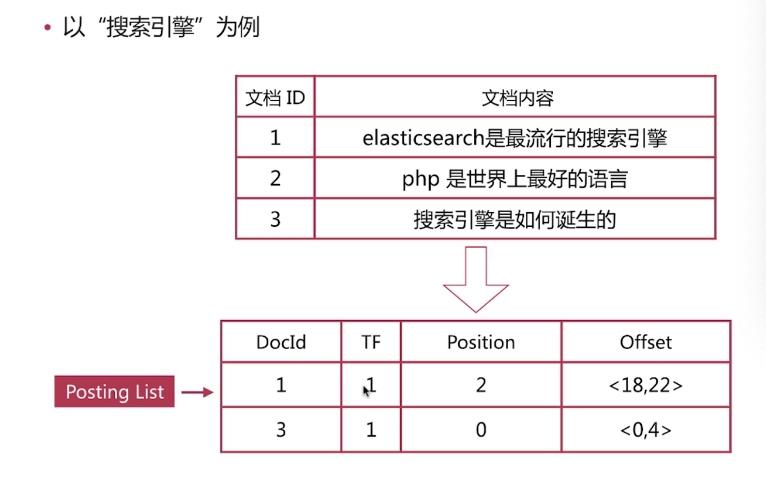 • 以“搜索引擎”为例
文档 ID 文档内容
1 elasticsearch是最流行的搜索引擎
2 php 是世界上最好的语言
3 搜索引擎是如何诞生的
DocId TF Position Offset
Posting List 1 1 2 <18,22>
3 1 0 <0,4>